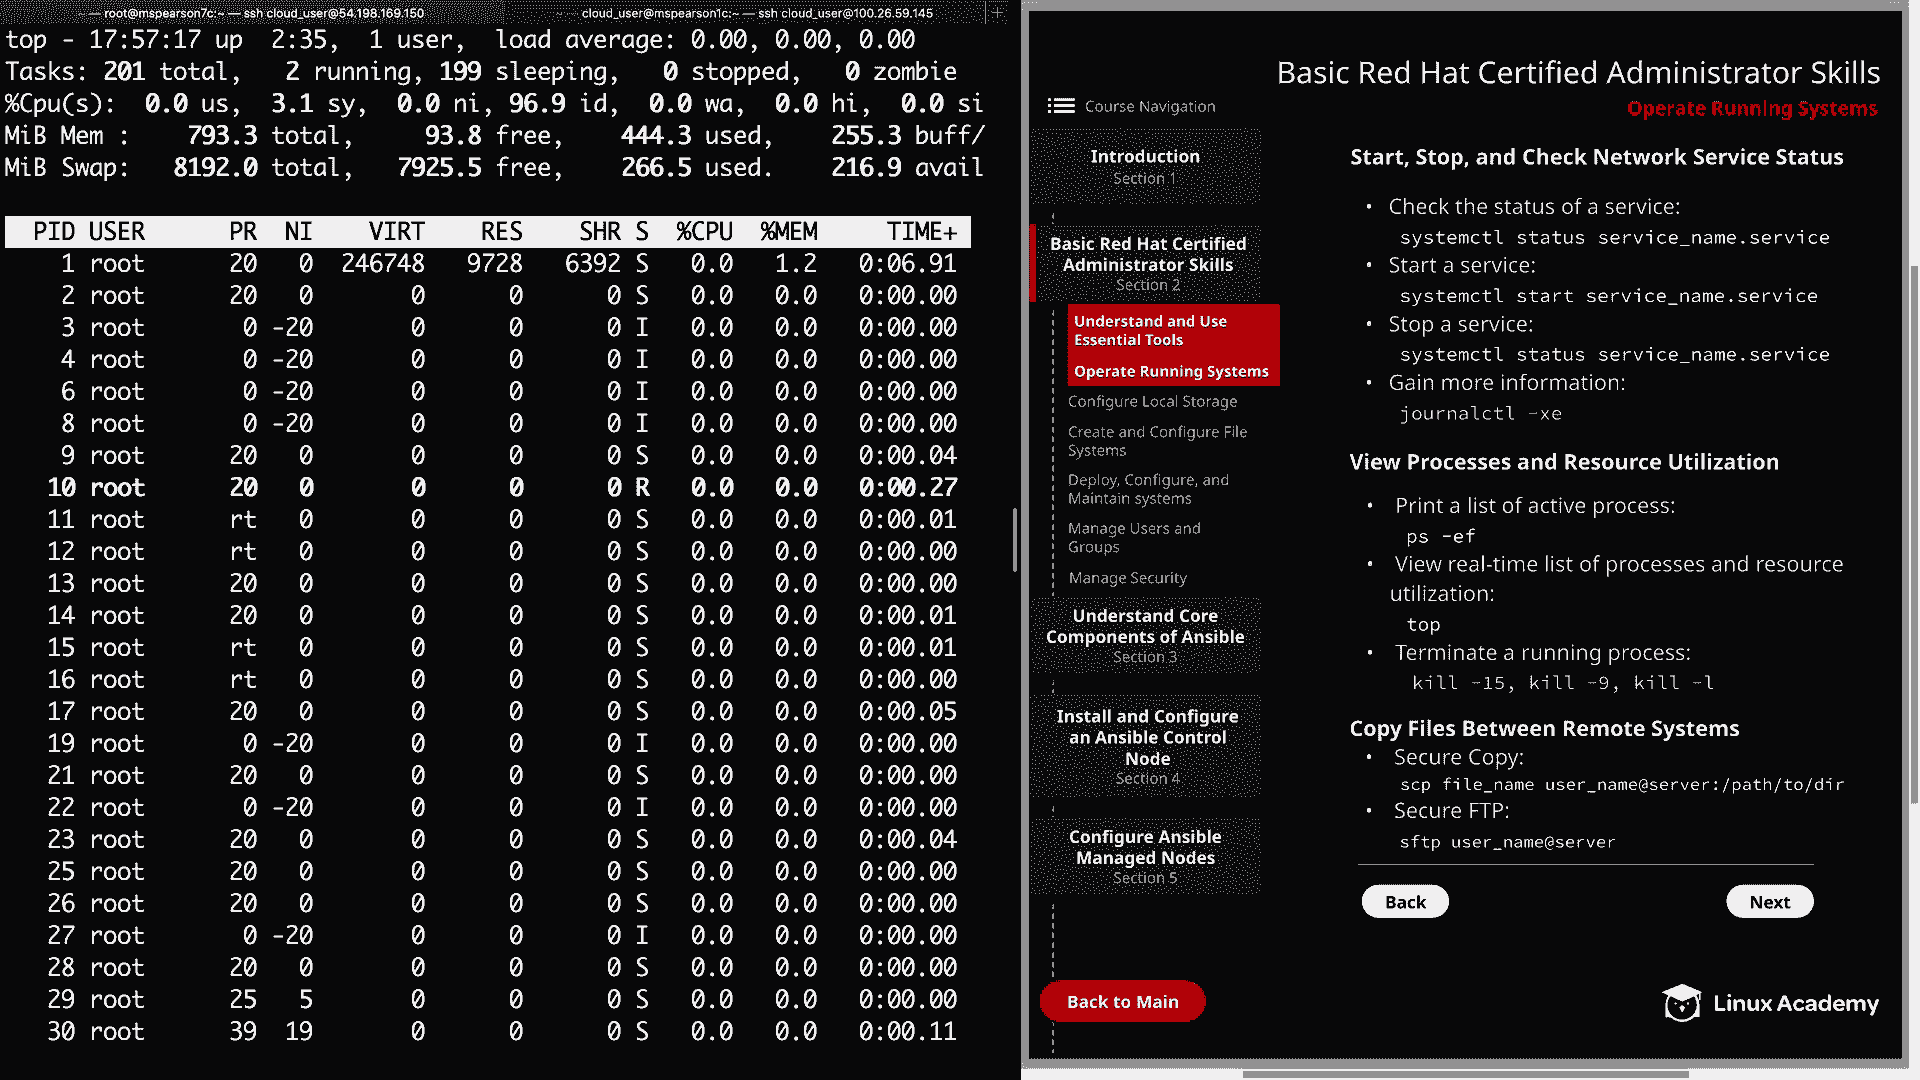 — root@mspearson7c:~ — ssh cloud_user@54.198.169.150
cloud_user@mspearson1c:~ — ssh cloud_user@100.26.59.145
+
top - 17:57:17 up  2:35,  1 user,  load average: 0.00, 0.00, 0.00
Tasks: 201 total,   2 running, 199 sleeping,   0 stopped,   0 zombie
%Cpu(s):  0.0 us,  3.1 sy,  0.0 ni, 96.9 id,  0.0 wa,  0.0 hi,  0.0 si
MiB Mem :    793.3 total,     93.8 free,    444.3 used,    255.3 buff/
MiB Swap:   8192.0 total,   7925.5 free,    266.5 used.    216.9 avail
PID USER      PR  NI    VIRT    RES    SHR S  %CPU  %MEM     TIME+
1 root      20   0  246748   9728   6392 S   0.0   1.2   0:06.91
2 root      20   0       0      0      0 S   0.0   0.0   0:00.00
3 root       0 -20       0      0      0 I   0.0   0.0   0:00.00
4 root       0 -20       0      0      0 I   0.0   0.0   0:00.00
6 root       0 -20       0      0      0 I   0.0   0.0   0:00.00
8 root       0 -20       0      0      0 I   0.0   0.0   0:00.00
9 root      20   0       0      0      0 S   0.0   0.0   0:00.04
10 root      20   0       0      0      0 R   0.0   0.0   0:00.27
11 root      rt   0       0      0      0 S   0.0   0.0   0:00.01
12 root      rt   0       0      0      0 S   0.0   0.0   0:00.00
13 root      20   0       0      0      0 S   0.0   0.0   0:00.00
14 root      20   0       0      0      0 S   0.0   0.0   0:00.01
15 root      rt   0       0      0      0 S   0.0   0.0   0:00.01
16 root      rt   0       0      0      0 S   0.0   0.0   0:00.00
17 root      20   0       0      0      0 S   0.0   0.0   0:00.05
19 root       0 -20       0      0      0 I   0.0   0.0   0:00.00
21 root      20   0       0      0      0 S   0.0   0.0   0:00.00
22 root       0 -20       0      0      0 I   0.0   0.0   0:00.00
23 root      20   0       0      0      0 S   0.0   0.0   0:00.04
25 root      20   0       0      0      0 S   0.0   0.0   0:00.00
26 root      20   0       0      0      0 S   0.0   0.0   0:00.00
27 root       0 -20       0      0      0 I   0.0   0.0   0:00.00
28 root      20   0       0      0      0 S   0.0   0.0   0:00.00
29 root      25   5       0      0      0 S   0.0   0.0   0:00.00
30 root      39  19       0      0      0 S   0.0   0.0   0:00.11
Basic Red Hat Certified Administrator Skills
Operate Running Systems
Course Navigation
Introduction
Section 1
Basic Red Hat Certified
Administrator Skills
Section 2
Understand and Use
Essential Tools
Operate Running Systems
Configure Local Storage
Create and Configure File
Systems
Deploy, Configure, and
Maintain systems
Manage Users and
Groups
Manage Security
Understand Core
Components of Ansible
Section 3
Install and Configure
an Ansible Control
Node
Section 4
Configure Ansible
Managed Nodes
Section 5
Back to Main
Start, Stop, and Check Network Service Status
• Check the status of a service:
systemctl status service_name.service
• Start a service:
systemctl start service_name.service
• Stop a service:
systemctl status service_name.service
• Gain more information:
journalctl -xe
View Processes and Resource Utilization
• Print a list of active process:
ps -ef
• View real-time list of processes and resource
utilization:
top
• Terminate a running process:
kill -15, kill -9, kill -l
Copy Files Between Remote Systems
• Secure Copy:
scp file_name user_name@server:/path/to/dir
• Secure FTP:
sftp user_name@server
Back
Next
Linux Academy